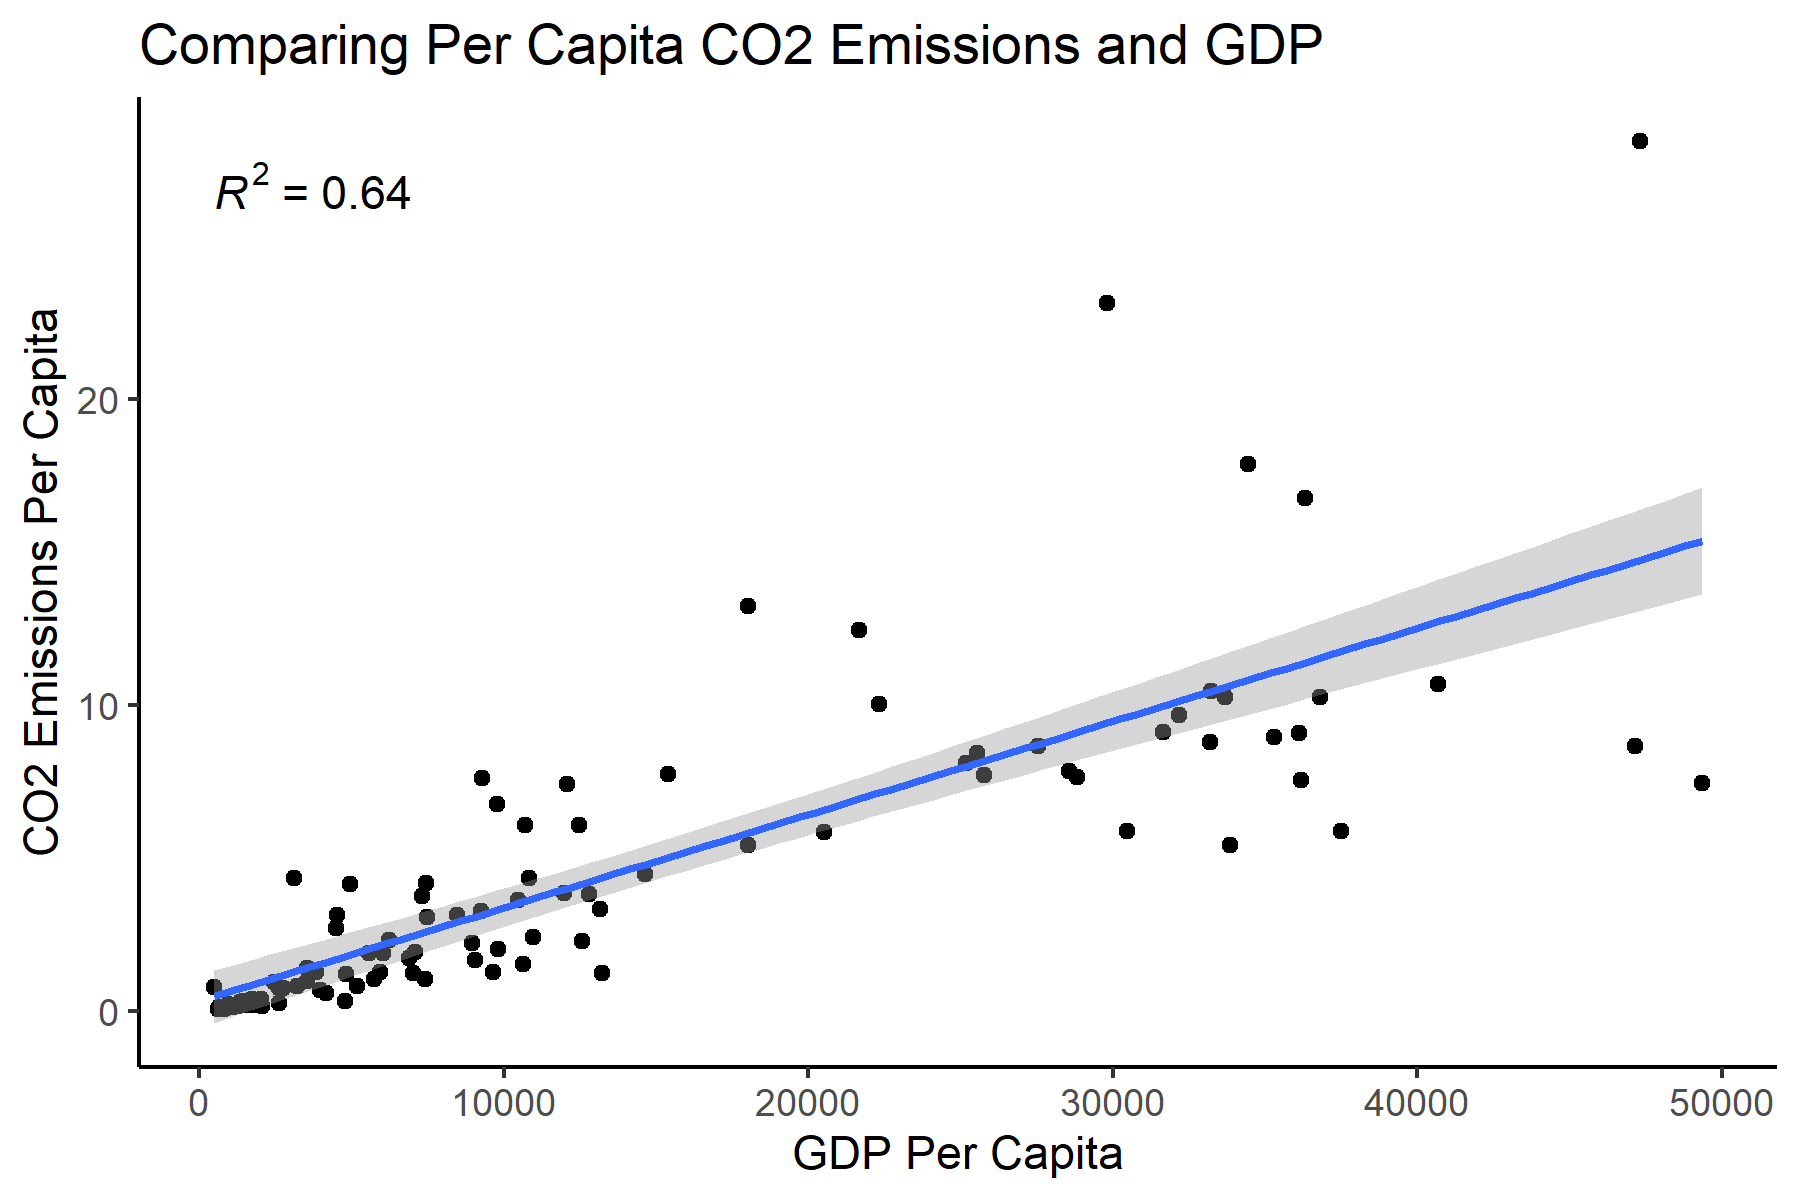 Comparing Per Capita CO2 Emissions and GDP
R² = 0.64
CO2 Emissions Per Capita
20
10
0
0 10000 20000 30000 40000 50000
GDP Per Capita